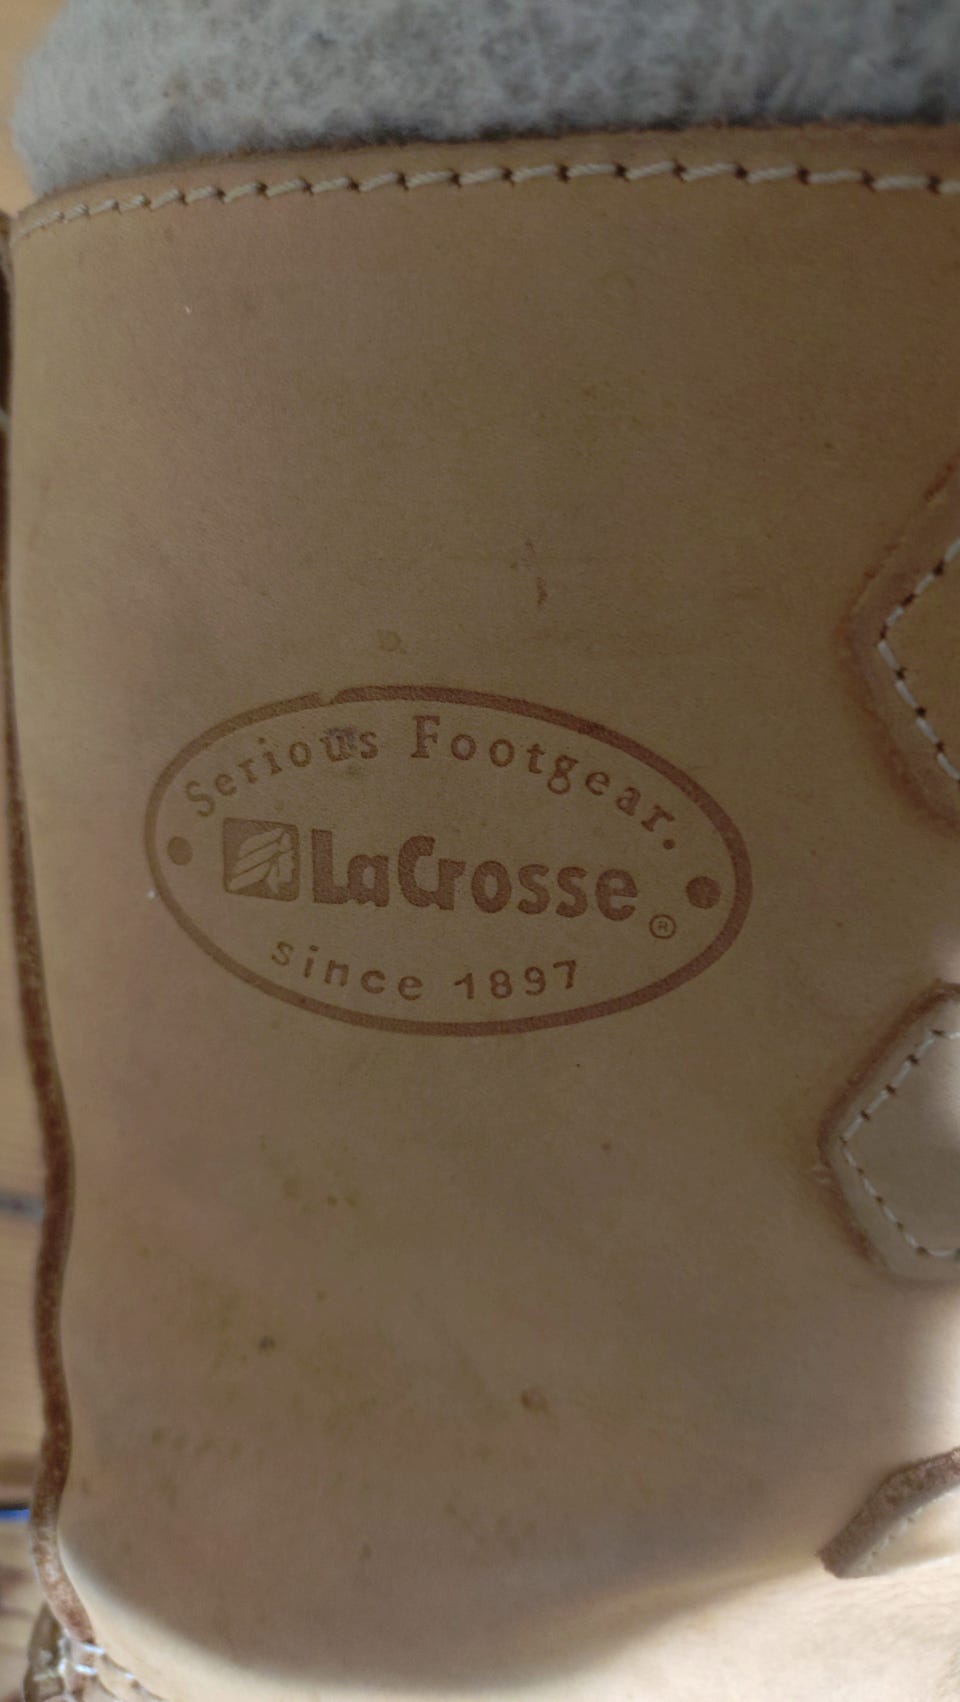 Serious Footgear.
LaCrosse ®
since 1897